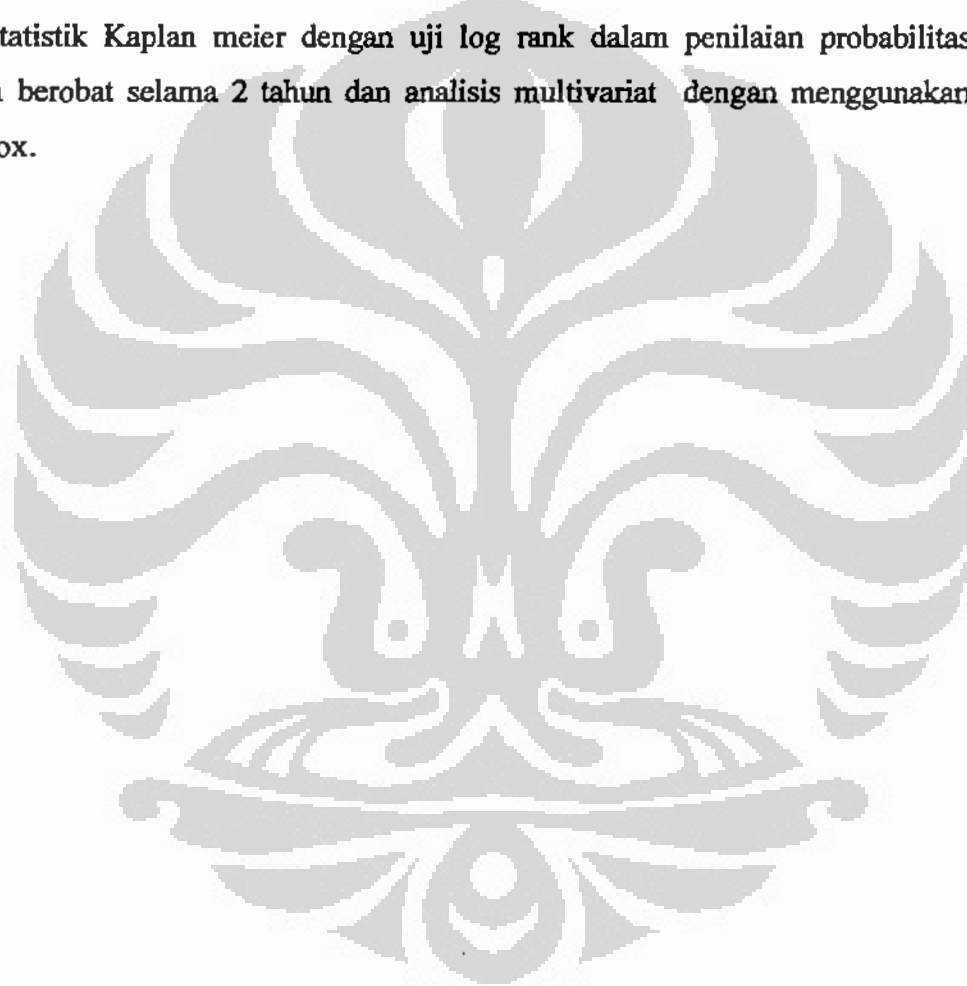 tatistik Kaplan meier dengan uji log rank dalam penilaian probabilitas
berobat selama 2 tahun dan analisis multivariat dengan menggunakan
ox.